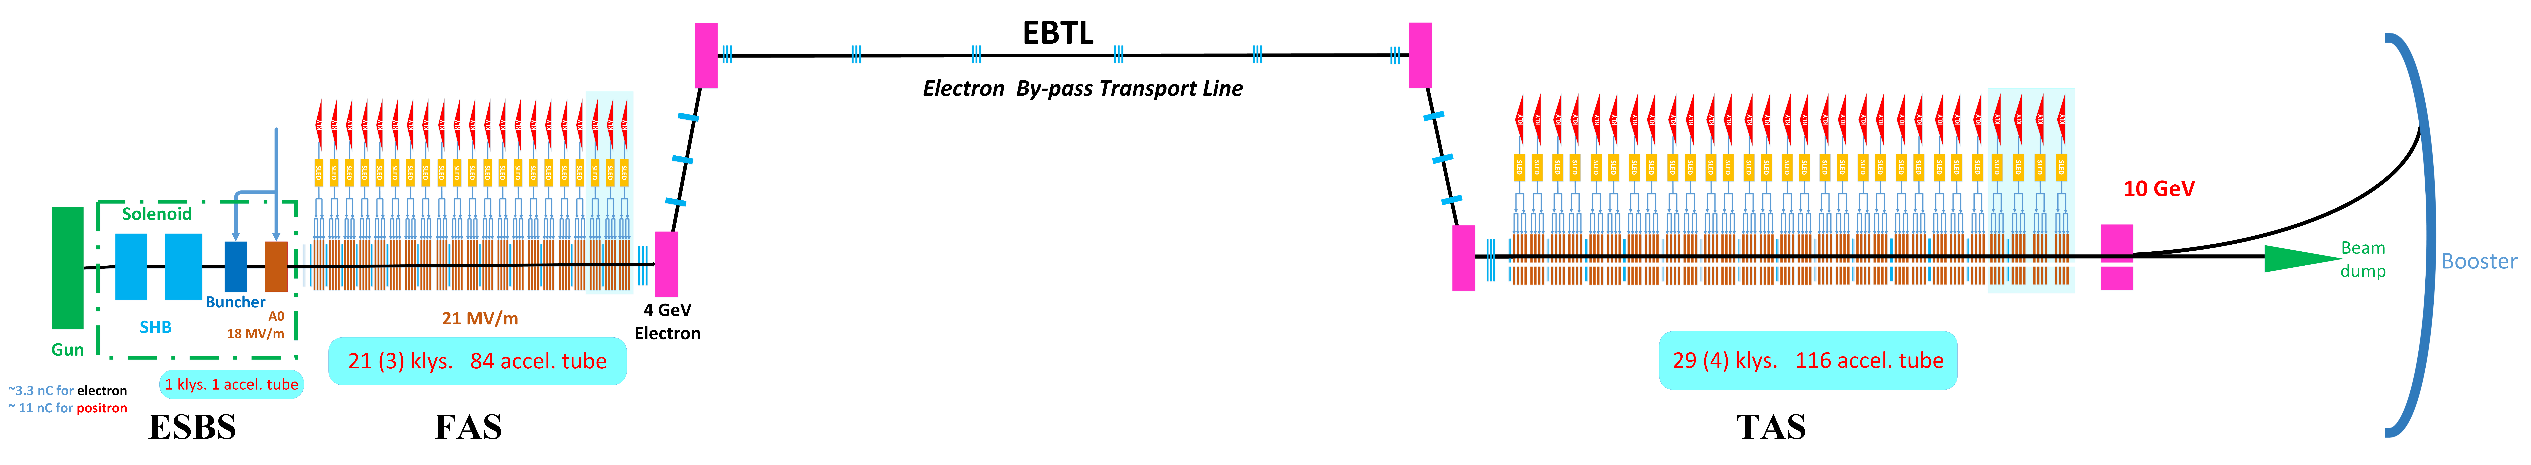 EBTL
Electron By-pass Transport Line
10 GeV
Solenoid
Beam
dump
Booster
Buncher
A0
18 MV/m
SHB
Gun
21 MV/m
4 GeV
Electron
21 (3) klys. 84 accel. tube
29 (4) klys. 116 accel. tube
1 klys. 1 accel. tube
~3.3 nC for electron
~ 11 nC for positron
ESBS
FAS
TAS